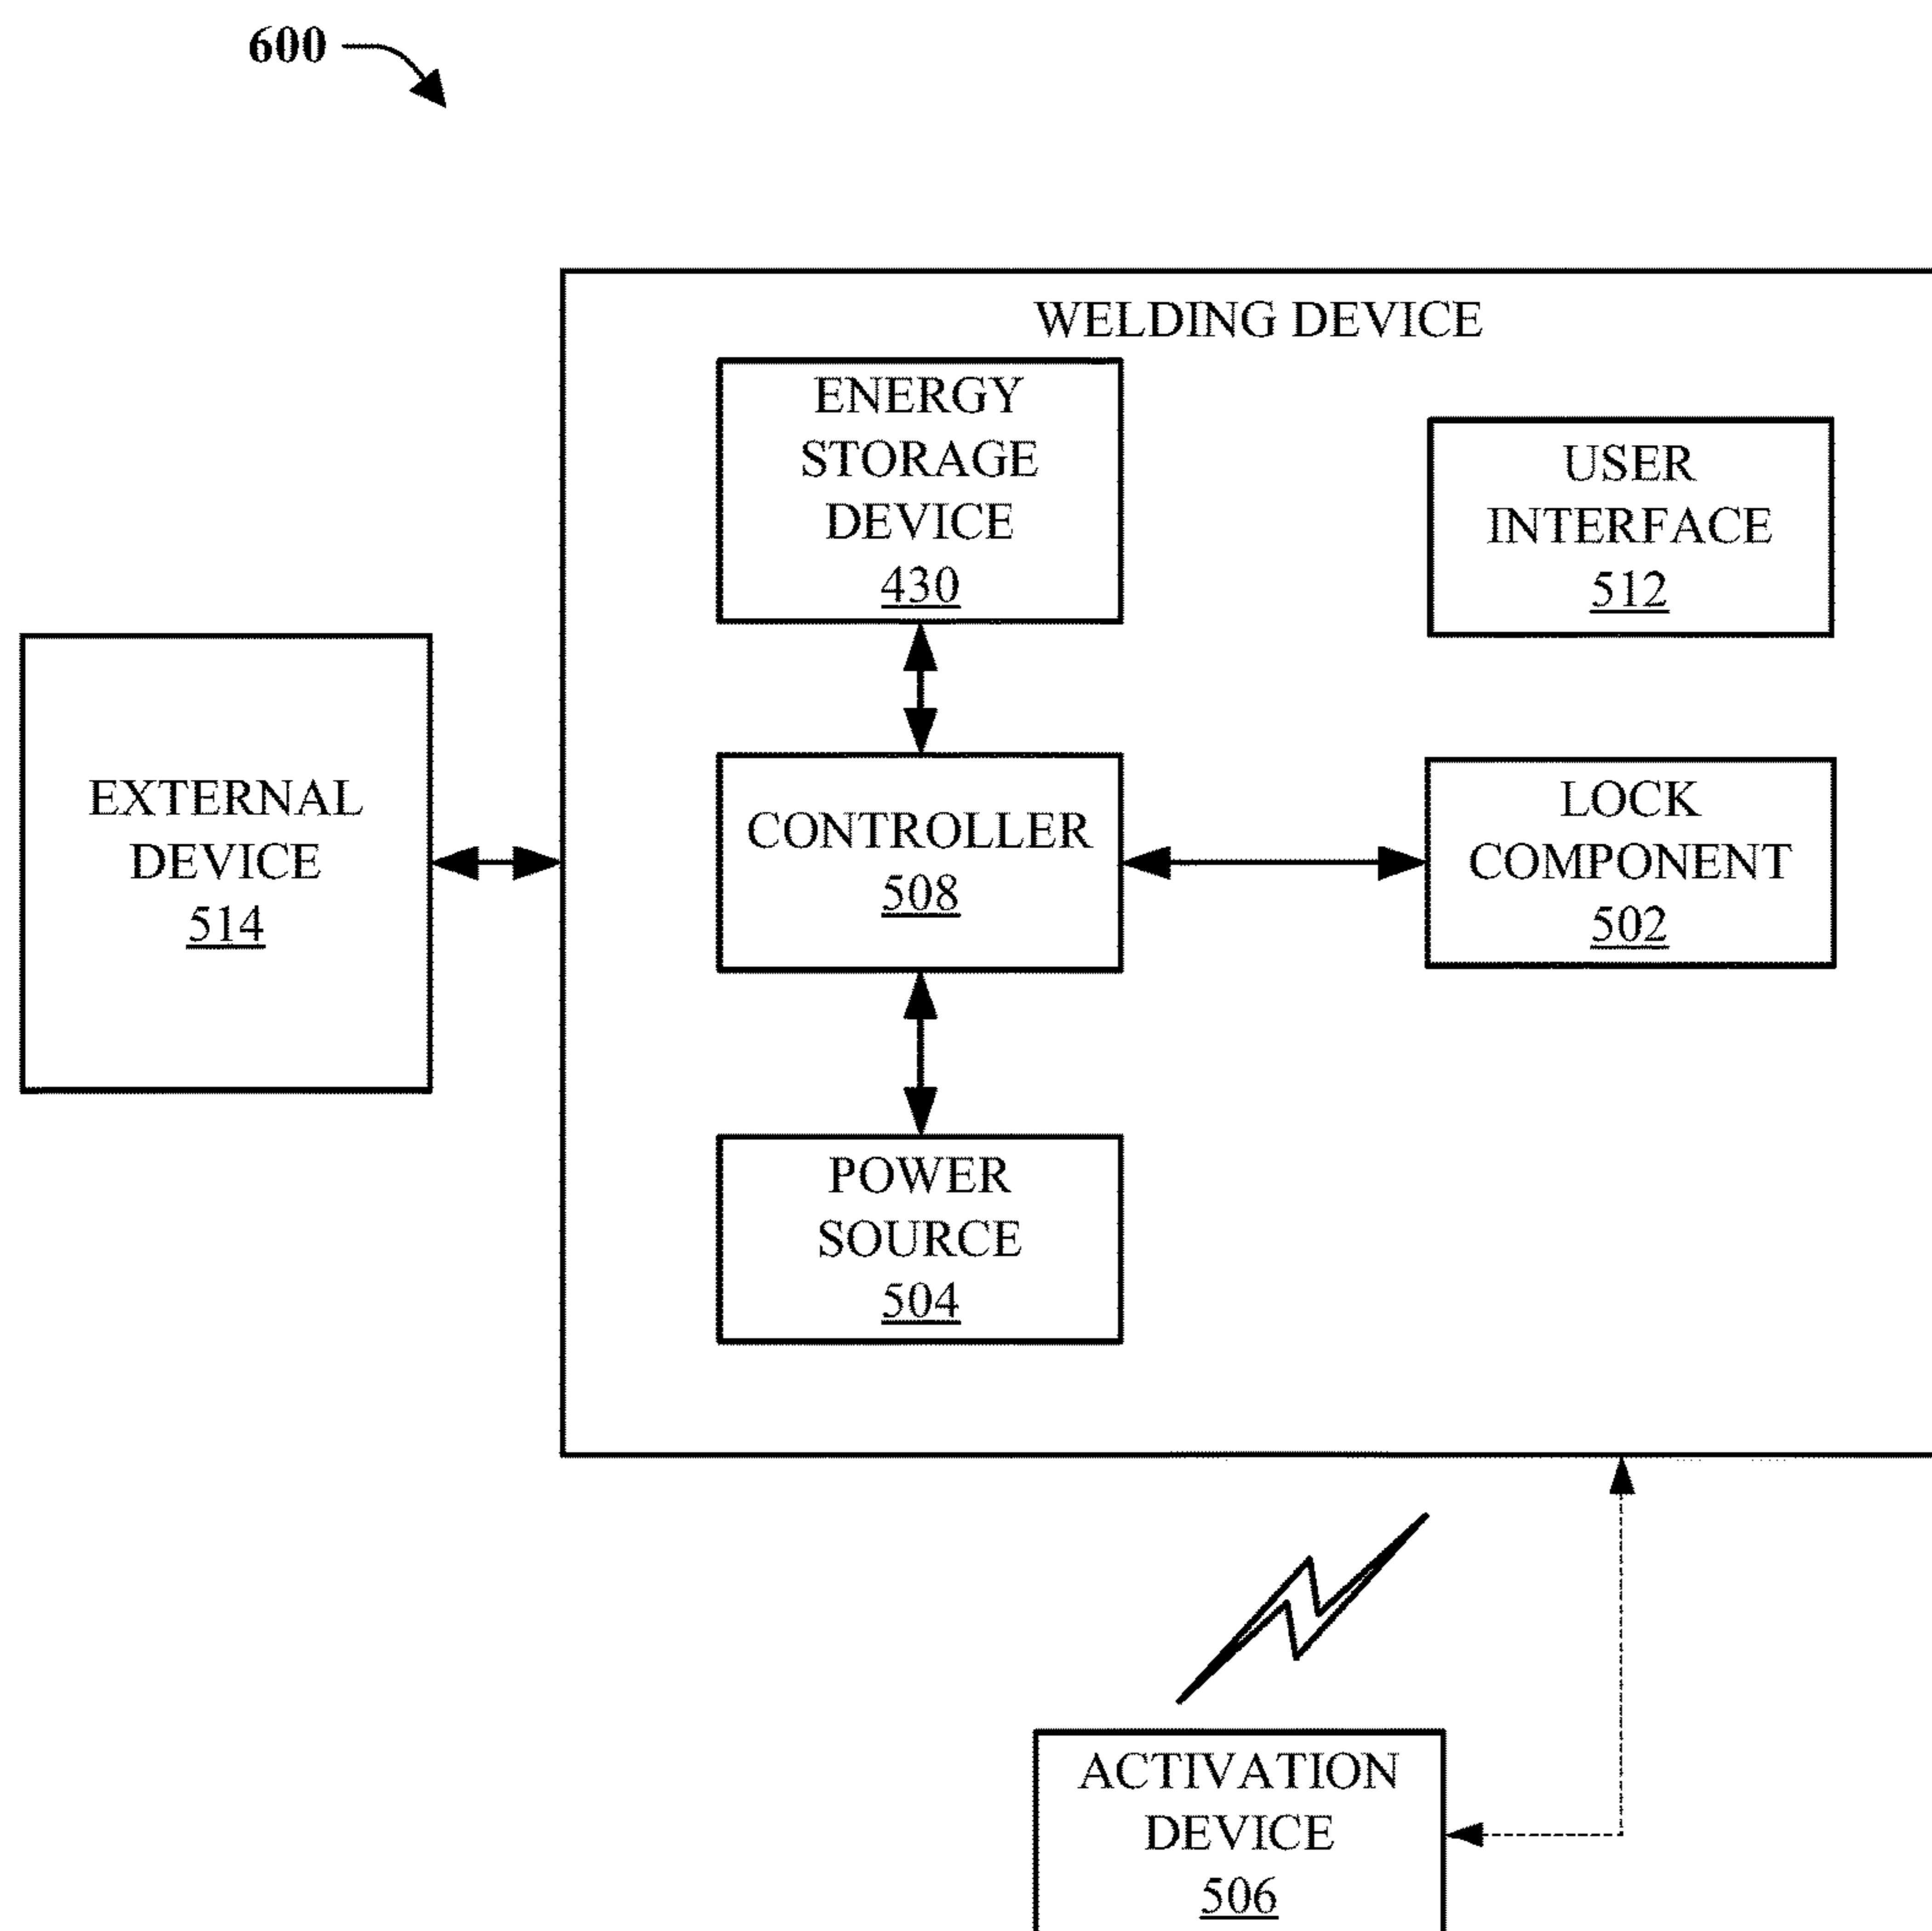 600
WELDING DEVICE
ENERGY
STORAGE
DEVICE
430
USER
INTERFACE
512
EXTERNAL
DEVICE
514
CONTROLLER
508
LOCK
COMPONENT
502
POWER
SOURCE
504
ACTIVATION
DEVICE
506